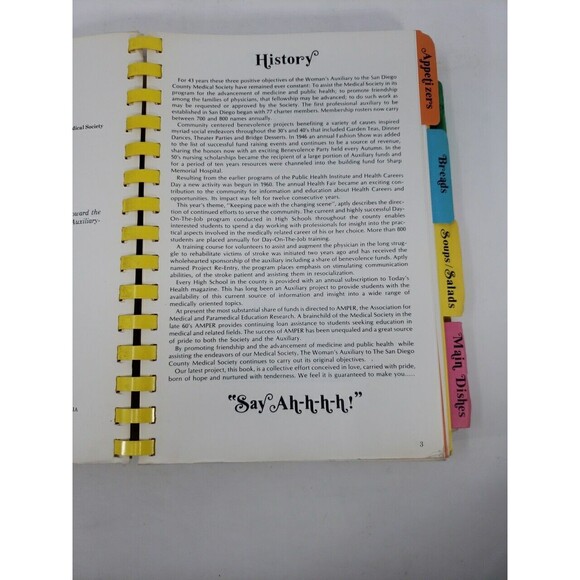 History
For 43 years these three positive objectives of the Woman's Auxiliary to the San Diego
County Medical Society have remained ever constant: To assist the Medical Society in its
program for the advancement of medicine and public health; to promote friendship
among the families of physicians, that fellowship may be advanced; to do such work as
may be requested or approved by the Society. The first professional auxiliary to be
established in San Diego began with 77 charter members. Membership rosters now carry
between 700 and 800 names annually.
Community centered benevolence projects benefiting a variety of causes inspired
myriad social endeavors throughout the 30's and 40's that included Garden Teas, Dinner
Dances, Theater Parties and Bridge Desserts. In 1946 an annual Fashion Show was added
to the list of successful fund raising events and continues to be a source of revenue,
sharing the honors now with an exciting Benevolence Party held every Autumn. In the
50's nursing scholarships became the recipient of a large portion of Auxiliary funds and
for a period of ten years resources were channeled into the building fund for Sharp
Memorial Hospital.
Resulting from the earlier programs of the Public Health Institute and Health Careers
Day a new activity was begun in 1960. The annual Health Fair became an exciting con-
tribution to the community for information and education about Health Careers and
Opportunities. Its impact was felt for twelve consecutive years.
This year's theme, "Keeping pace with the changing scene", aptly describes the direc-
tion of continued efforts to serve the community. The current and highly successful Day-
On-The-Job program conducted in High Schools throughout the county enables
interested students to spend a day working with professionals for insight into the prac-
tical aspects involved in the medically related career of his or her choice. More than 800
students are placed annually for Day-On-The-Job training.
A training course for volunteers to assist and augment the physician in the long strug-
gle to rehabilitate victims of stroke was initiated two years ago and has received the
wholehearted sponsorship of the auxiliary including a share of benevolence funds. Aptly
named Project Re-Entry, the program places emphasis on stimulating communication
abilities, of the stroke patient and assisting them in resocialization.
Every High School in the county is provided with an annual subscription to Today's
Health magazine. This has long been an Auxiliary project to provide students with the
availability of this current source of information and insight into a wide range of
medically oriented topics.
At present the most substantial share of funds is directed to AMPER, the Association of
Medical and Paramedical Education Research. A brainchild of the Medical Society in the
late 60's AMPER provides continuing loan assistance to students seeking education in
medical and related fields. The success of AMPER has been unequaled and a great source
of pride to both the Society and the Auxiliary.
By promoting friendship and the advancement of medicine and public health while
assisting the endeavors our Medical Society, The Woman's Auxiliary to The San Diego
County Medical Society continues to carry out its original objectives.
Our latest project, this book, is a collective effort conceived in love, carried with pride,
born of hope and nurtured with tenderness. We feel it is guaranteed to make you.....
"Say Ah-h-h-h!"
3
Appetizers
Breads
Soups/Salads
Main Dishes
dical Society
oward the
Auxiliary.